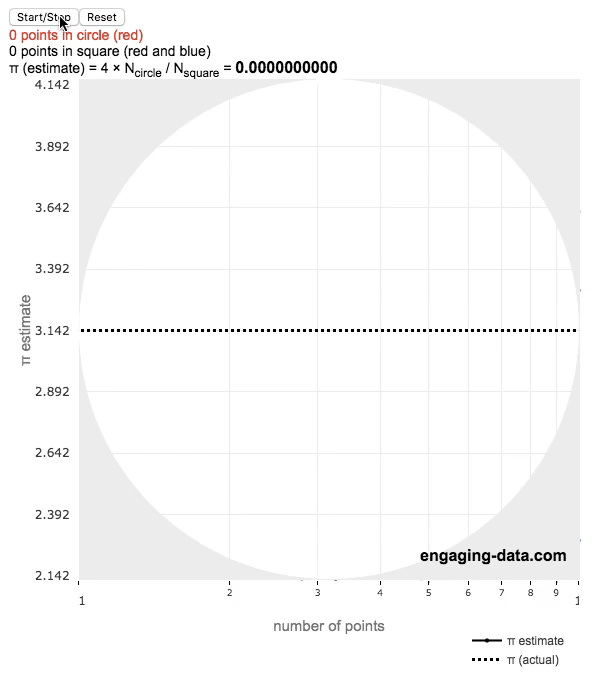 Start/Stop Reset
0 points in circle (red)
0 points in square (red and blue)
π (estimate) = 4 × Ncircle / Nsquare = 0.0000000000
4.142
3.892
3.642
3.392
3.142
2.892
2.642
2.392
2.142
π estimate
engaging-data.com
1 2 3 4 5 6 7 8 9 1
number of points
π estimate
π (actual)